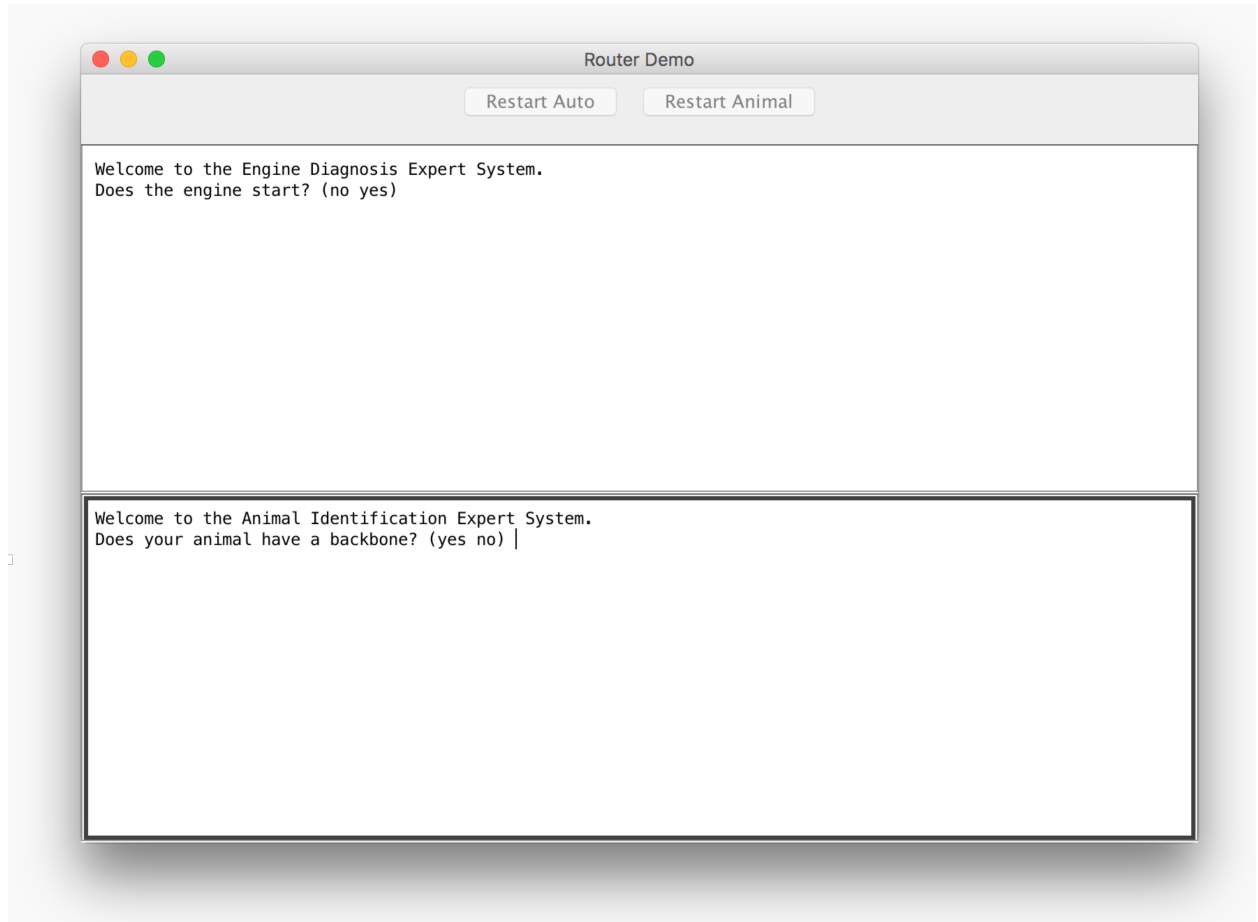 Router Demo
Restart Auto Restart Animal
Welcome to the Engine Diagnosis Expert System.
Does the engine start? (no yes)
Welcome to the Animal Identification Expert System.
Does your animal have a backbone? (yes no)